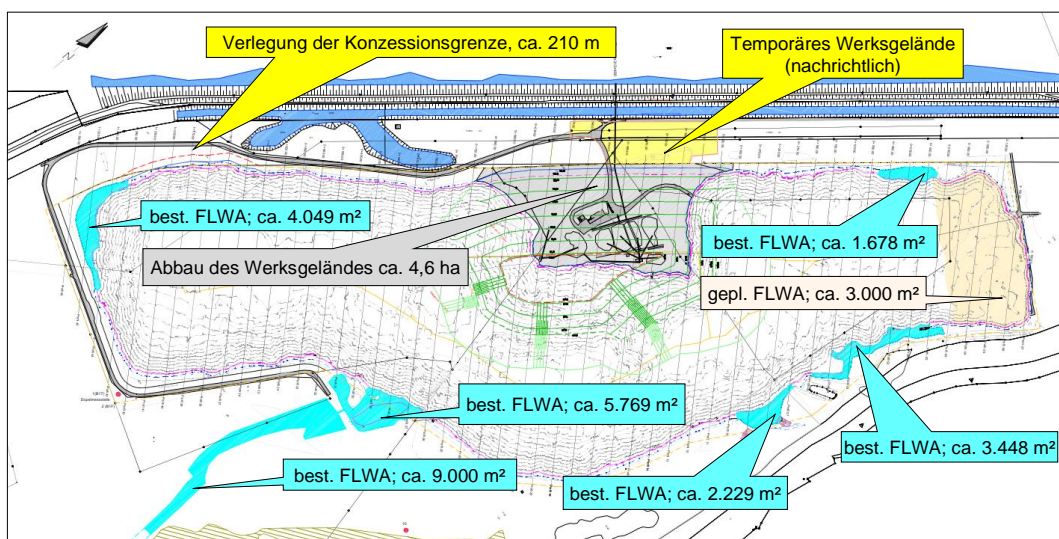 Verlegung der Konzessionsgrenze, ca. 210 m
Temporäres Werksgelände
(nachrichtlich)
best. FLWA; ca. 4.049 m²
best. FLWA; ca. 1.678 m²
Abbau des Werksgeländes ca. 4,6 ha
gepl. FLWA; ca. 3.000 m²
best. FLWA; ca. 5.769 m²
best. FLWA; ca. 3.448 m²
best. FLWA; ca. 9.000 m²
best. FLWA; ca. 2.229 m²